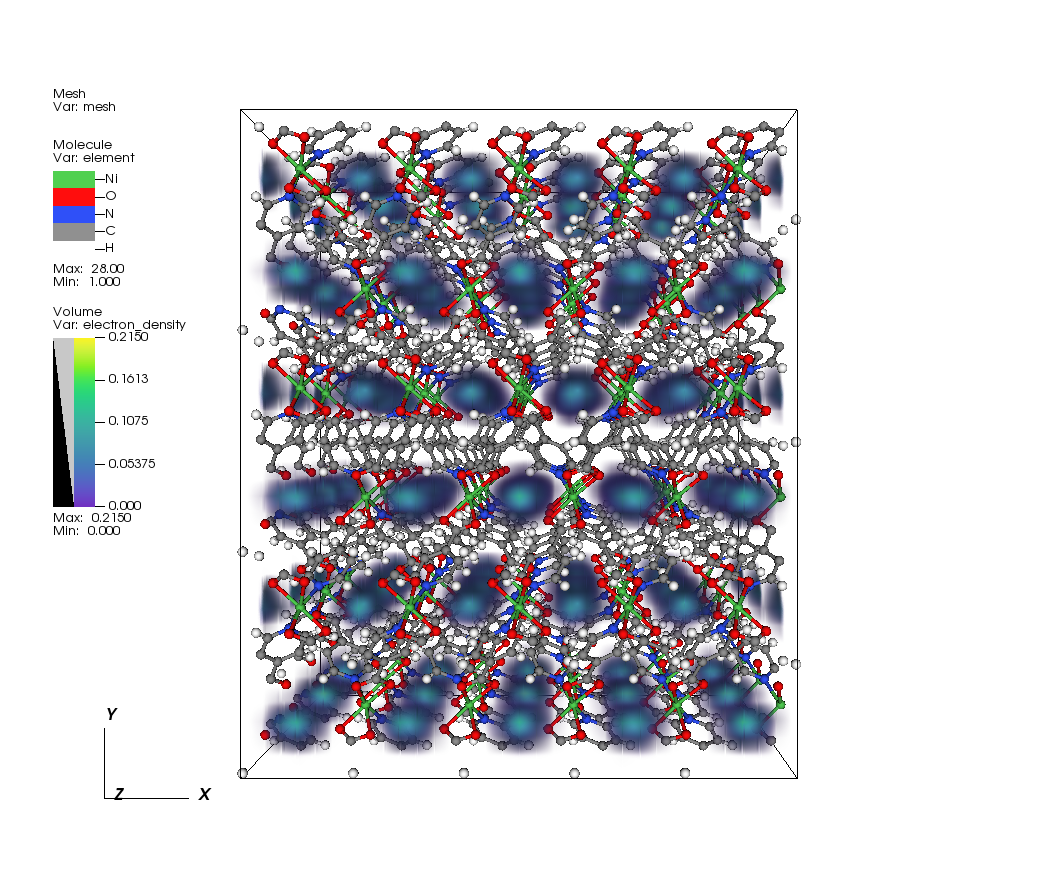 Mesh
Var: mesh
Molecule
Var: element
Ni
O
N
C
H
Max: 28.00
Min: 1.000
Volume
Var: electron_density
0.2150
0.1613
0.1075
0.05375
0.000
Max: 0.2150
Min: 0.000
Y
Z
X